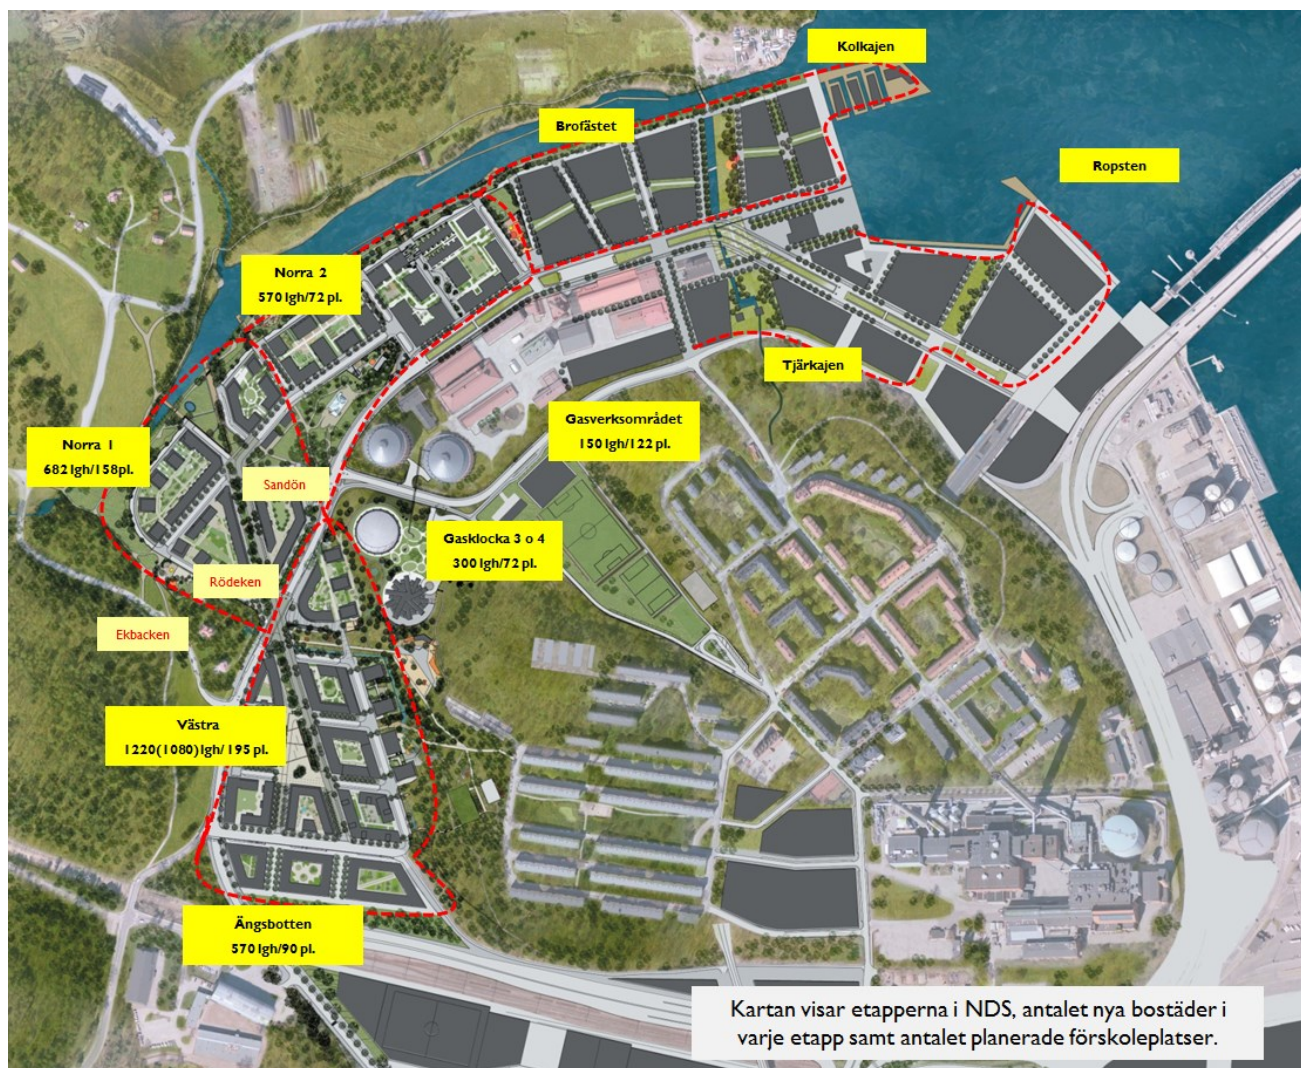 Kolkajen
Brofästet
Ropsten
Norra 2
570 lgh/72 pl.
Tjärkajen
Gasverksområdet
150 lgh/122 pl.
Norra 1
682 lgh/158pl.
Sandön
Gasklocka 3 o 4
300 lgh/72 pl.
Rödeken
Ekbacken
Västra
1220(1080)lgh/195 pl.
Ängsbotten
570 lgh/90 pl.
Kartan visar etapperna i NDS, antalet nya bostäder i
varje etapp samt antalet planerade förskoleplatser.